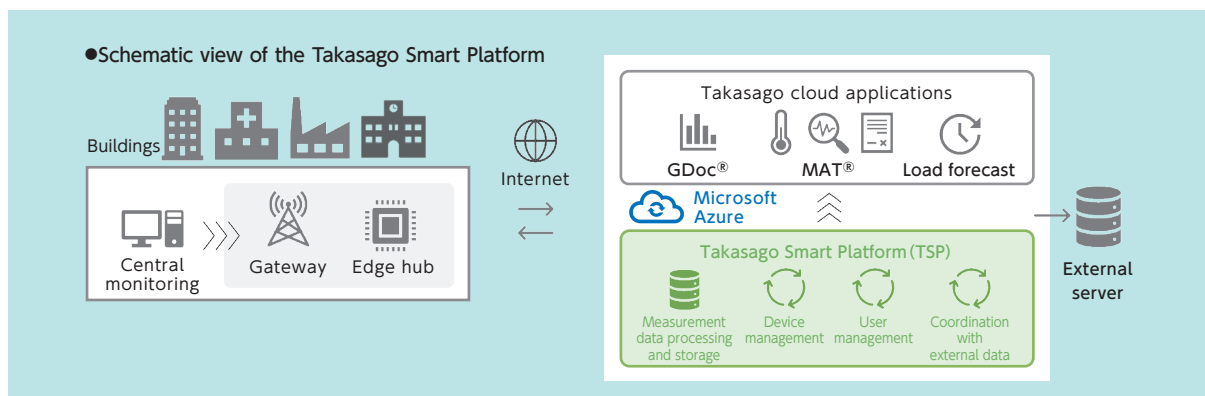 ●Schematic view of the Takasago Smart Platform
Buildings
Central
monitoring
Gateway
Edge hub
Internet
Takasago cloud applications
GDoc®
MAT®
Load forecast
Microsoft
Azure
Takasago Smart Platform (TSP)
Measurement
data processing
and storage
Device
management
User
management
Coordination
with
external data
External
server